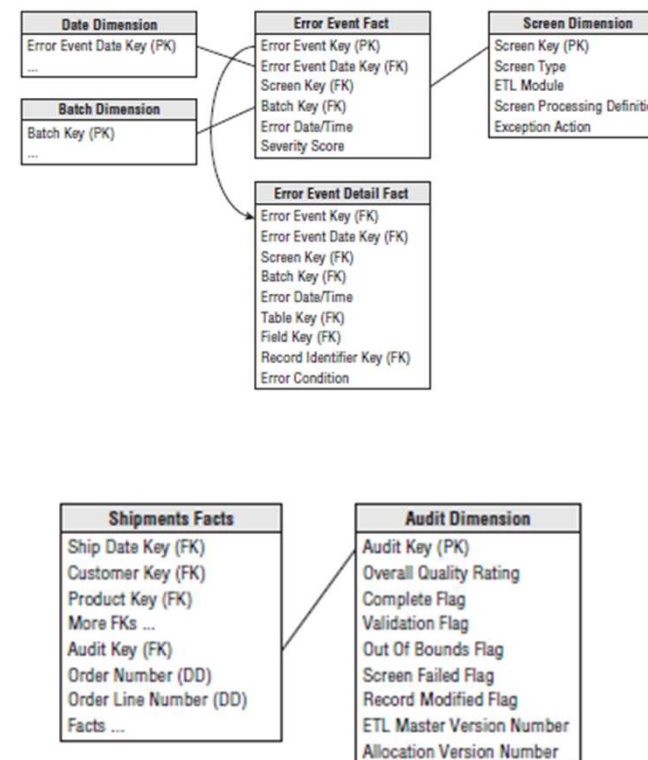 Date Dimension
Error Event Date Key (PK)
...
Batch Dimension
Batch Key (PK)
...
Error Event Fact
Error Event Key (PK)
Error Event Date Key (FK)
Screen Key (FK)
Batch Key (FK)
Error Date/Time
Severity Score
Screen Dimension
Screen Key (PK)
Screen Type
ETL Module
Screen Processing Definiti
Exception Action
Error Event Detail Fact
Error Event Key (FK)
Error Event Date Key (FK)
Screen Key (FK)
Batch Key (FK)
Error Date/Time
Table Key (FK)
Field Key (FK)
Record Identifier Key (FK)
Error Condition
Shipments Facts
Ship Date Key (FK)
Customer Key (FK)
Product Key (FK)
More FKs ...
Audit Key (FK)
Order Number (DD)
Order Line Number (DD)
Facts ...
Audit Dimension
Audit Key (PK)
Overall Quality Rating
Complete Flag
Validation Flag
Out Of Bounds Flag
Screen Failed Flag
Record Modified Flag
ETL Master Version Number
Allocation Version Number